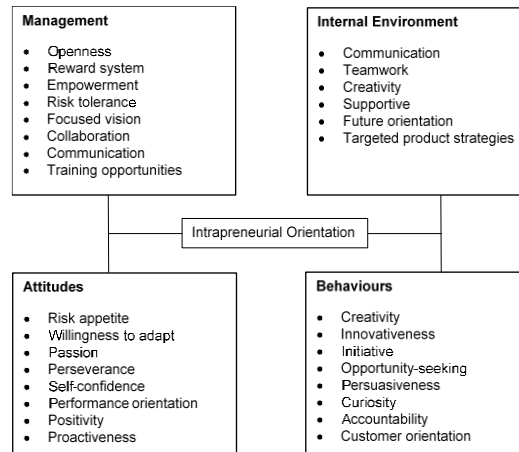 Management
• Openness
• Reward system
• Empowerment
• Risk tolerance
• Focused vision
• Collaboration
• Communication
• Training opportunities
Internal Environment
• Communication
• Teamwork
• Creativity
• Supportive
• Future orientation
• Targeted product strategies
Intrapreneurial Orientation
Attitudes
• Risk appetite
• Willingness to adapt
• Passion
• Perseverance
• Self-confidence
• Performance orientation
• Positivity
• Proactiveness
Behaviours
• Creativity
• Innovativeness
• Initiative
• Opportunity-seeking
• Persuasiveness
• Curiosity
• Accountability
• Customer orientation